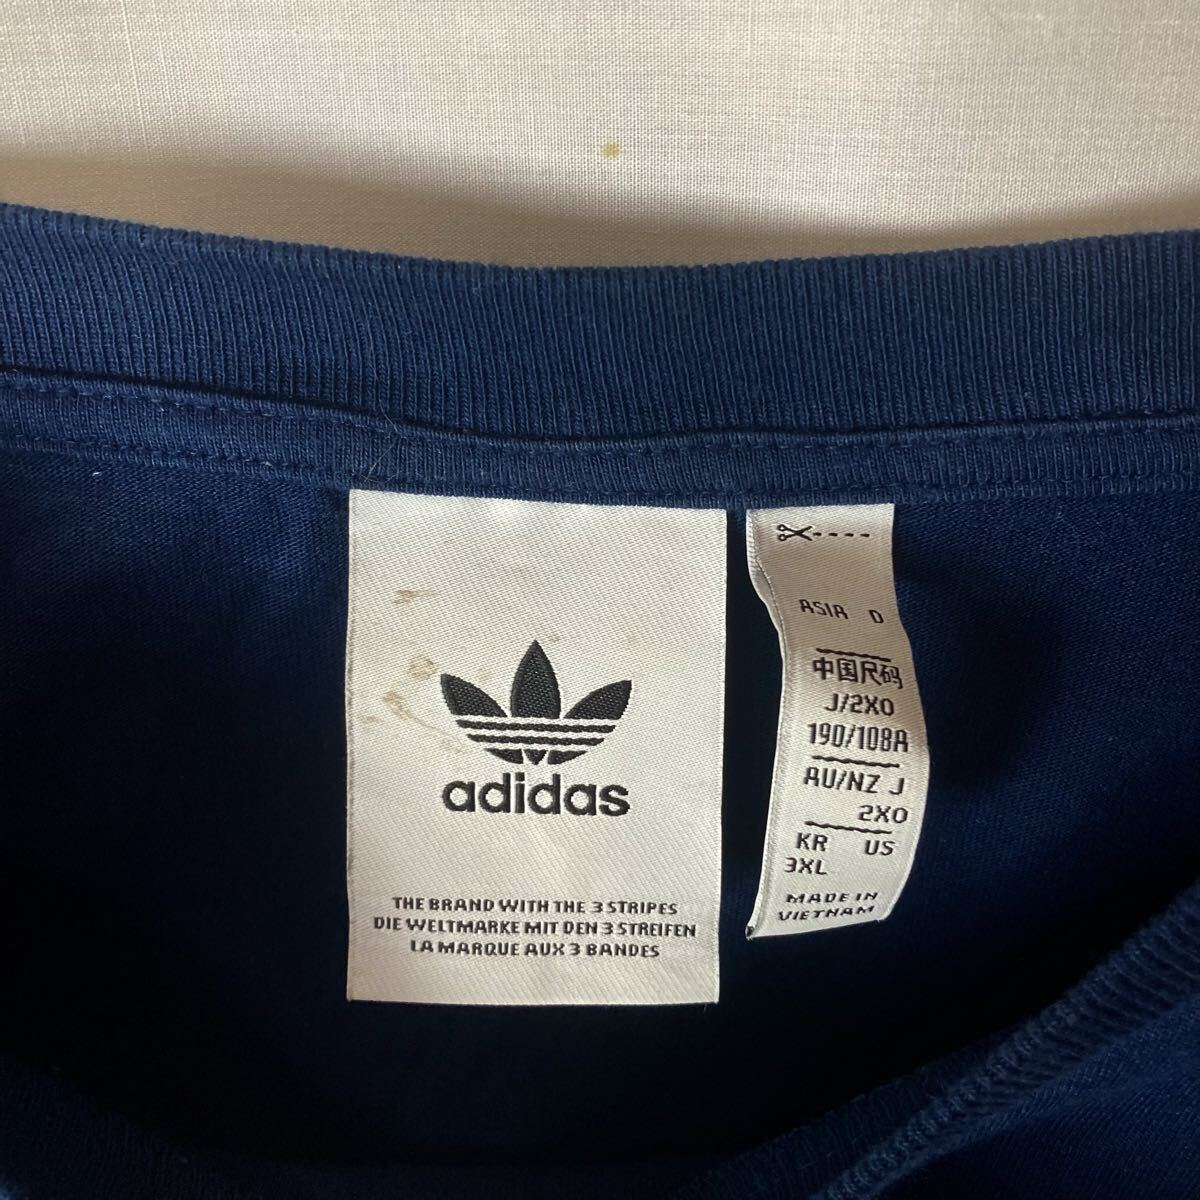 adidas
THE BRAND WITH THE 3 STRIPES
DIE WELTMARKE MIT DEN 3 STREIFEN
LA MARQUE AUX 3 BANDES
ASIA O
中国尺码
J/2XO
190/108A
AU/NZ J
2XO
KR US
3XL
MADE IN
VIETNAM